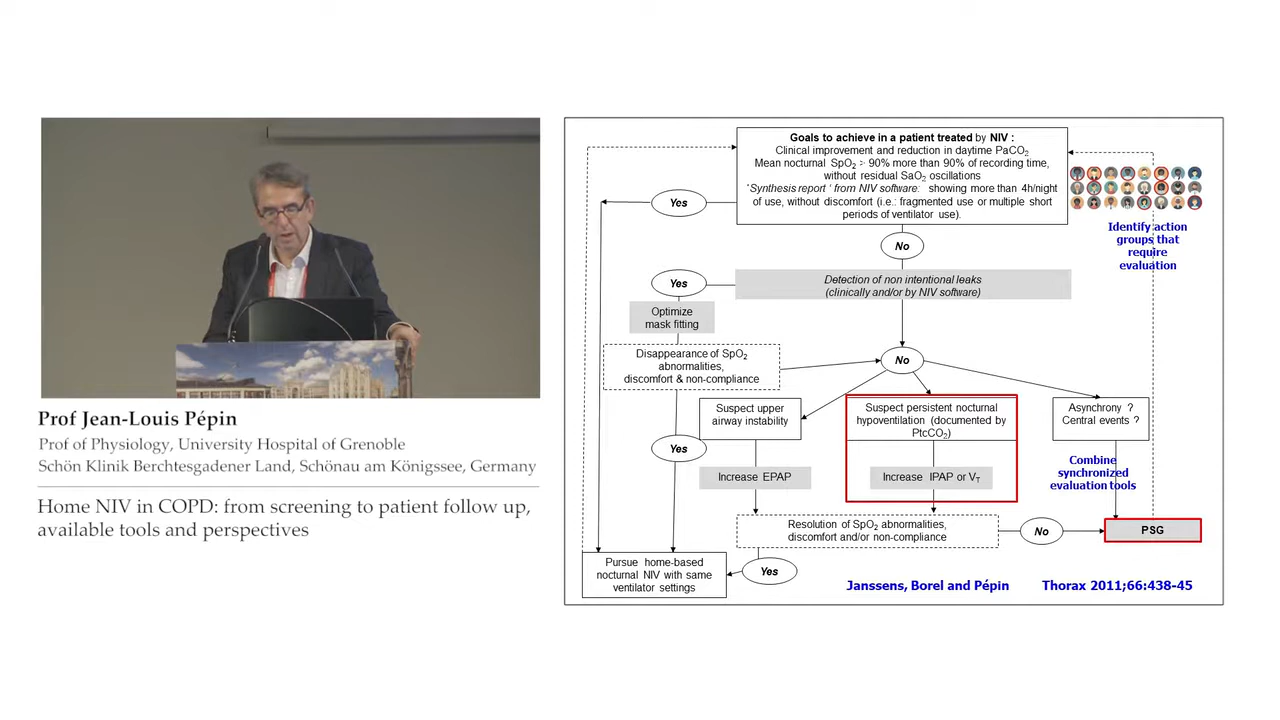 Prof Jean-Louis Pépin
Prof of Physiology, University Hospital of Grenoble
Schön Klinik Berchtesgadener Land, Schönau am Königssee, Germany
Home NIV in COPD: from screening to patient follow up,
available tools and perspectives
Goals to achieve in a patient treated by NIV :
Clinical improvement and reduction in daytime PaCO2
Mean nocturnal SpO2 > 90% more than 90% of recording time,
without residual SaO2 oscillations
'Synthesis report ' from NIV software: showing more than 4h/night
of use, without discomfort (i.e.: fragmented use or multiple short
periods of ventilator use).
Yes
Identify action
groups that
require
evaluation
No
Yes
Detection of non intentional leaks
(clinically and/or by NIV software)
Optimize
mask fitting
Disappearance of SpO2
abnormalities,
discomfort & non-compliance
No
Suspect upper
airway instability
Suspect persistent nocturnal
hypoventilation (documented by
PtcCO2)
Asynchrony ?
Central events ?
Yes
Increase EPAP
Increase IPAP or VT
Combine
synchronized
evaluation tools
Resolution of SpO2 abnormalities,
discomfort and/or non-compliance
No
PSG
Pursue home-based
nocturnal NIV with same
ventilator settings
Yes
Janssens, Borel and Pépin Thorax 2011;66:438-45